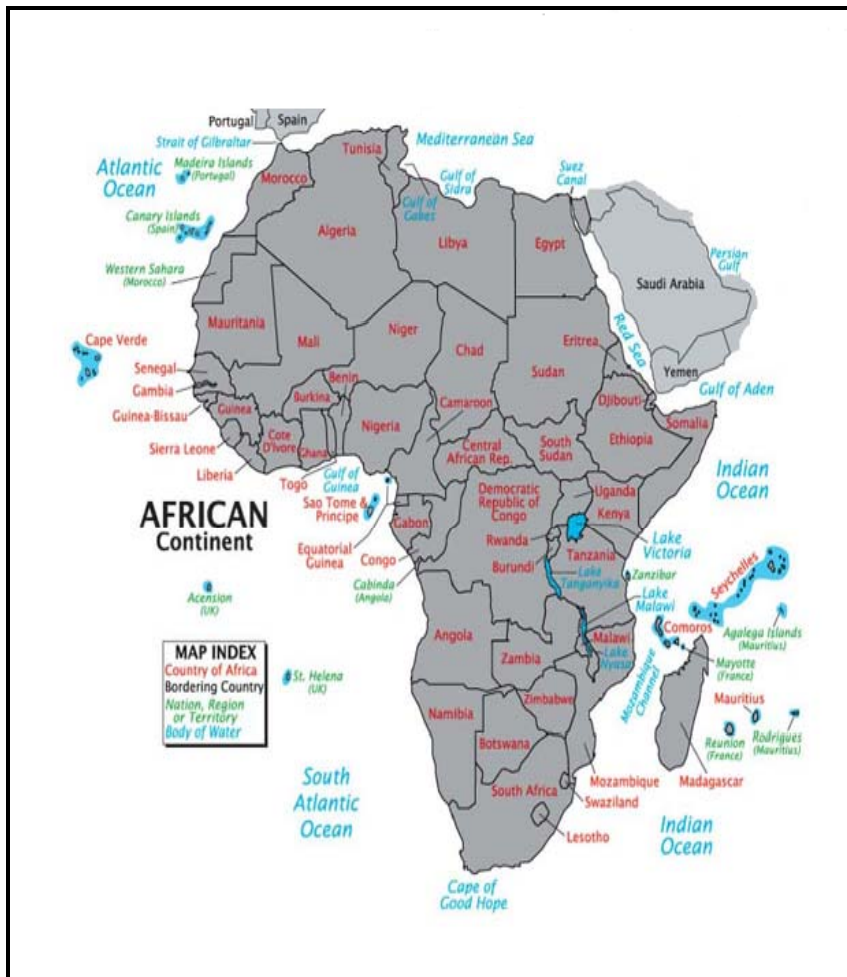 Portugal
Spain
Strait of Gilbraltar
Mediterranean Sea
Atlantic
Ocean
Madeira Islands
(Portugal)
Tunisia
Gulf of
Sidra
Suez
Canal
Morocco
Gulf of
Gabes
Canary Islands
(Spain)
Algeria
Libya
Egypt
Persian
Gulf
Western Sahara
(Morocco)
Saudi Arabia
Red Sea
Mauritania
Mali
Niger
Chad
Sudan
Eritrea
Cape Verde
Senegal
Gambia
Guinea-Bissau
Guinea
Burkina
Benin
Camaroon
Yemen
Gulf of Aden
Djibouti
Somalia
Sierra Leone
Liberia
Cote
D'Ivore
Ghana
Nigeria
Central
African Rep.
South
Sudan
Ethiopia
Togo
Gulf of
Guinea
Indian
Ocean
AFRICAN
Continent
Sao Tome &
Principe
Equatorial
Guinea
Gabon
Congo
Cabinda
(Angola)
Democratic
Republic of
Congo
Uganda
Kenya
Rwanda
Burundi
Tanzania
Lake
Victoria
Lake
Tanganyika
Zanzibar
Seychelles
Lake
Malawi
Acension
(UK)
Angola
Zambia
Malawi
Lake
Nyasa
Comoros
Agalega Islands
(Mauritius)
Mayotte
(France)
MAP INDEX
Country of Africa
Bordering Country
Nation, Region
or Territory
Body of Water
St. Helena
(UK)
Mozambique
Channel
Mauritius
Namibia
Zimbabwe
Botswana
Reunion
(France)
Rodrigues
(Mauritius)
South
Atlantic
Ocean
South Africa
Mozambique
Swaziland
Lesotho
Madagascar
Indian
Ocean
Cape of
Good Hope